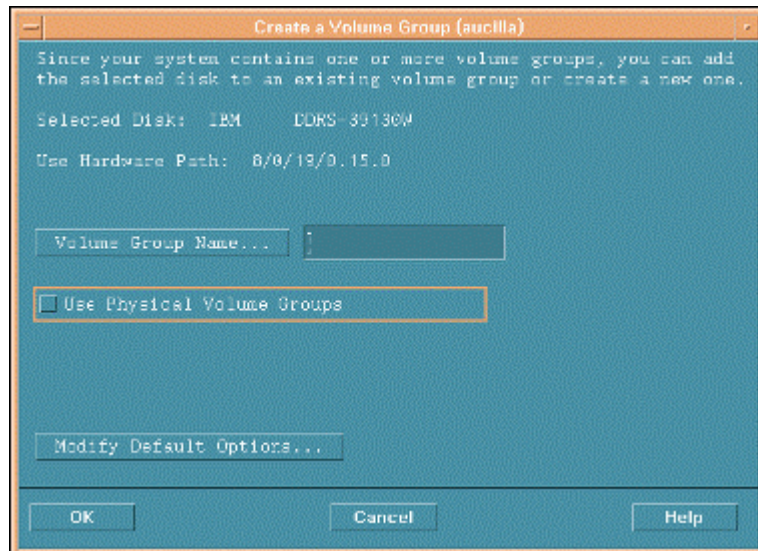 Create a Volume Group (aucilla)
Since your system contains one or more volume groups, you can add
the selected disk to an existing volume group or create a new one.
Selected Disk: IBM DDRS-39130W
Use Hardware Path: 8/0/19/0.15.0
Volume Group Name...
Use Physical Volume Groups
Modify Default Options...
OK Cancel Help